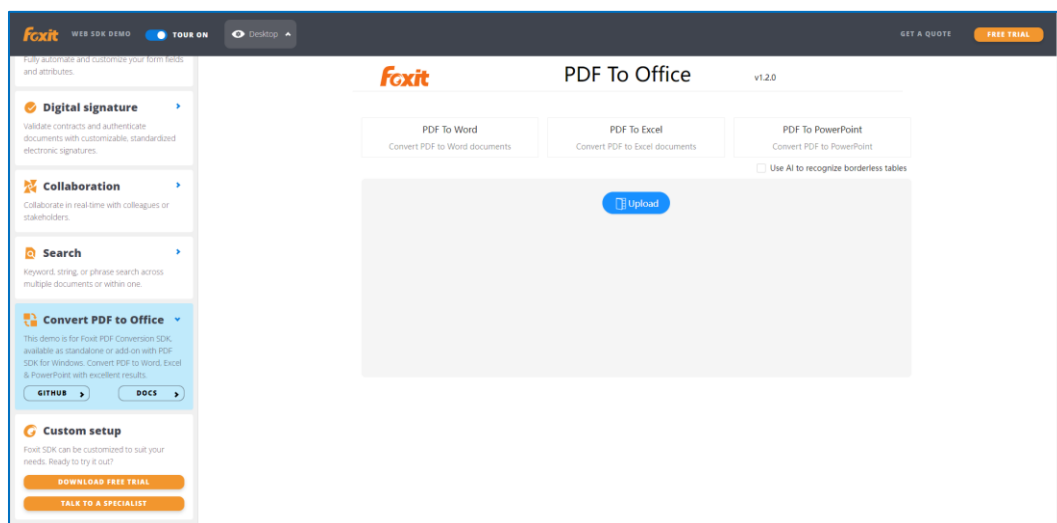 Foxit WEB SDK DEMO TOUR ON Desktop GET A QUOTE FREE TRIAL
Fully automate and customize your form fields
and attributes.
Digital signature
Validate contracts and authenticate
documents with customizable, standardized
electronic signatures.
Collaboration
Collaborate in real-time with colleagues or
stakeholders.
Search
Keyword, string, or phrase search across
multiple documents or within one.
Convert PDF to Office
This demo is for Foxit PDF Conversion SDK,
available as standalone or add-on with PDF
SDK for Windows. Convert PDF to Word, Excel
& PowerPoint with excellent results.
GITHUB DOCS
Custom setup
Foxit SDK can be customized to suit your
needs. Ready to try it out?
DOWNLOAD FREE TRIAL
TALK TO A SPECIALIST
Foxit PDF To Office v1.2.0
PDF To Word PDF To Excel PDF To PowerPoint
Convert PDF to Word documents Convert PDF to Excel documents Convert PDF to PowerPoint
Use AI to recognize borderless tables
Upload